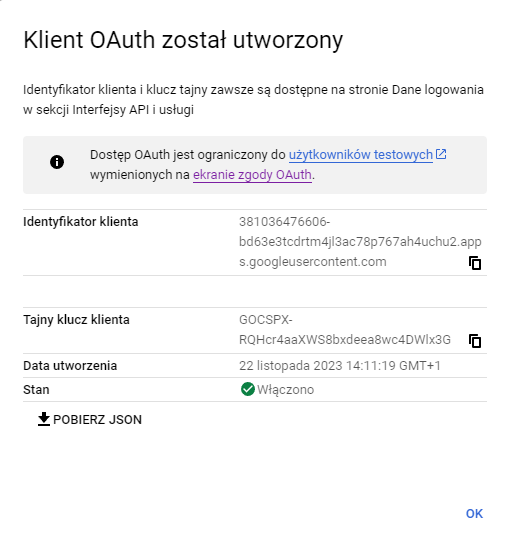 Klient OAuth został utworzony
Identyfikator klienta i klucz tajny zawsze są dostępne na stronie Dane logowania
w sekcji Interfejsy API i usługi
Dostęp OAuth jest ograniczony do użytkowników testowych
wymienionych na ekranie zgody OAuth.
Identyfikator klienta
381036476606-
bd63e3tcdrtm4jl3ac78p767ah4uchu2.app
s.googleusercontent.com
Tajny klucz klienta
GOCSPX-
RQHcr4aaXWS8bxdeea8wc4DWlx3G
Data utworzenia 22 listopada 2023 14:11:19 GMT+1
Stan Włączono
POBIERZ JSON
OK